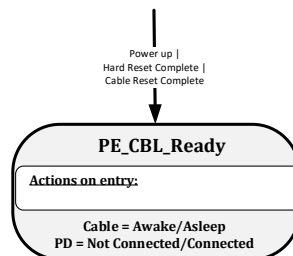 Power up |
Hard Reset Complete |
Cable Reset Complete
PE_CBL_Ready
Actions on entry:
Cable = Awake/Asleep
PD = Not Connected/Connected